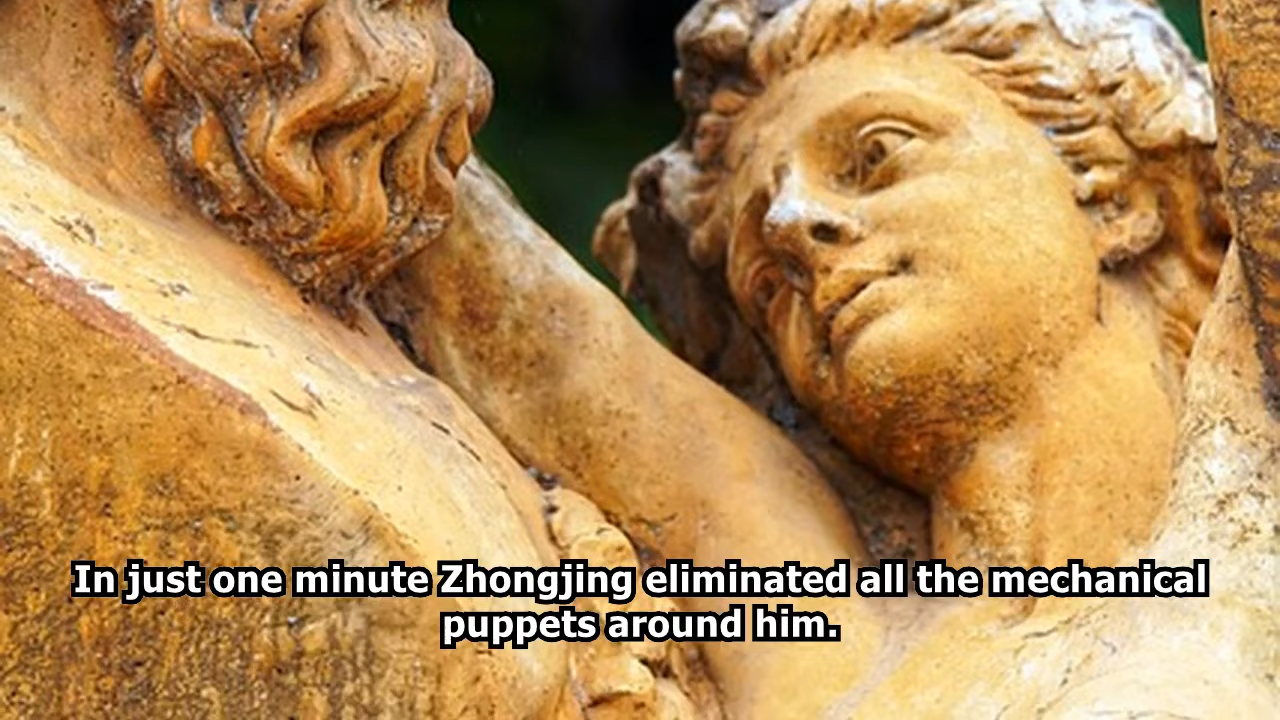 In just one minute Zhongjing eliminated all the mechanical
puppets around him.